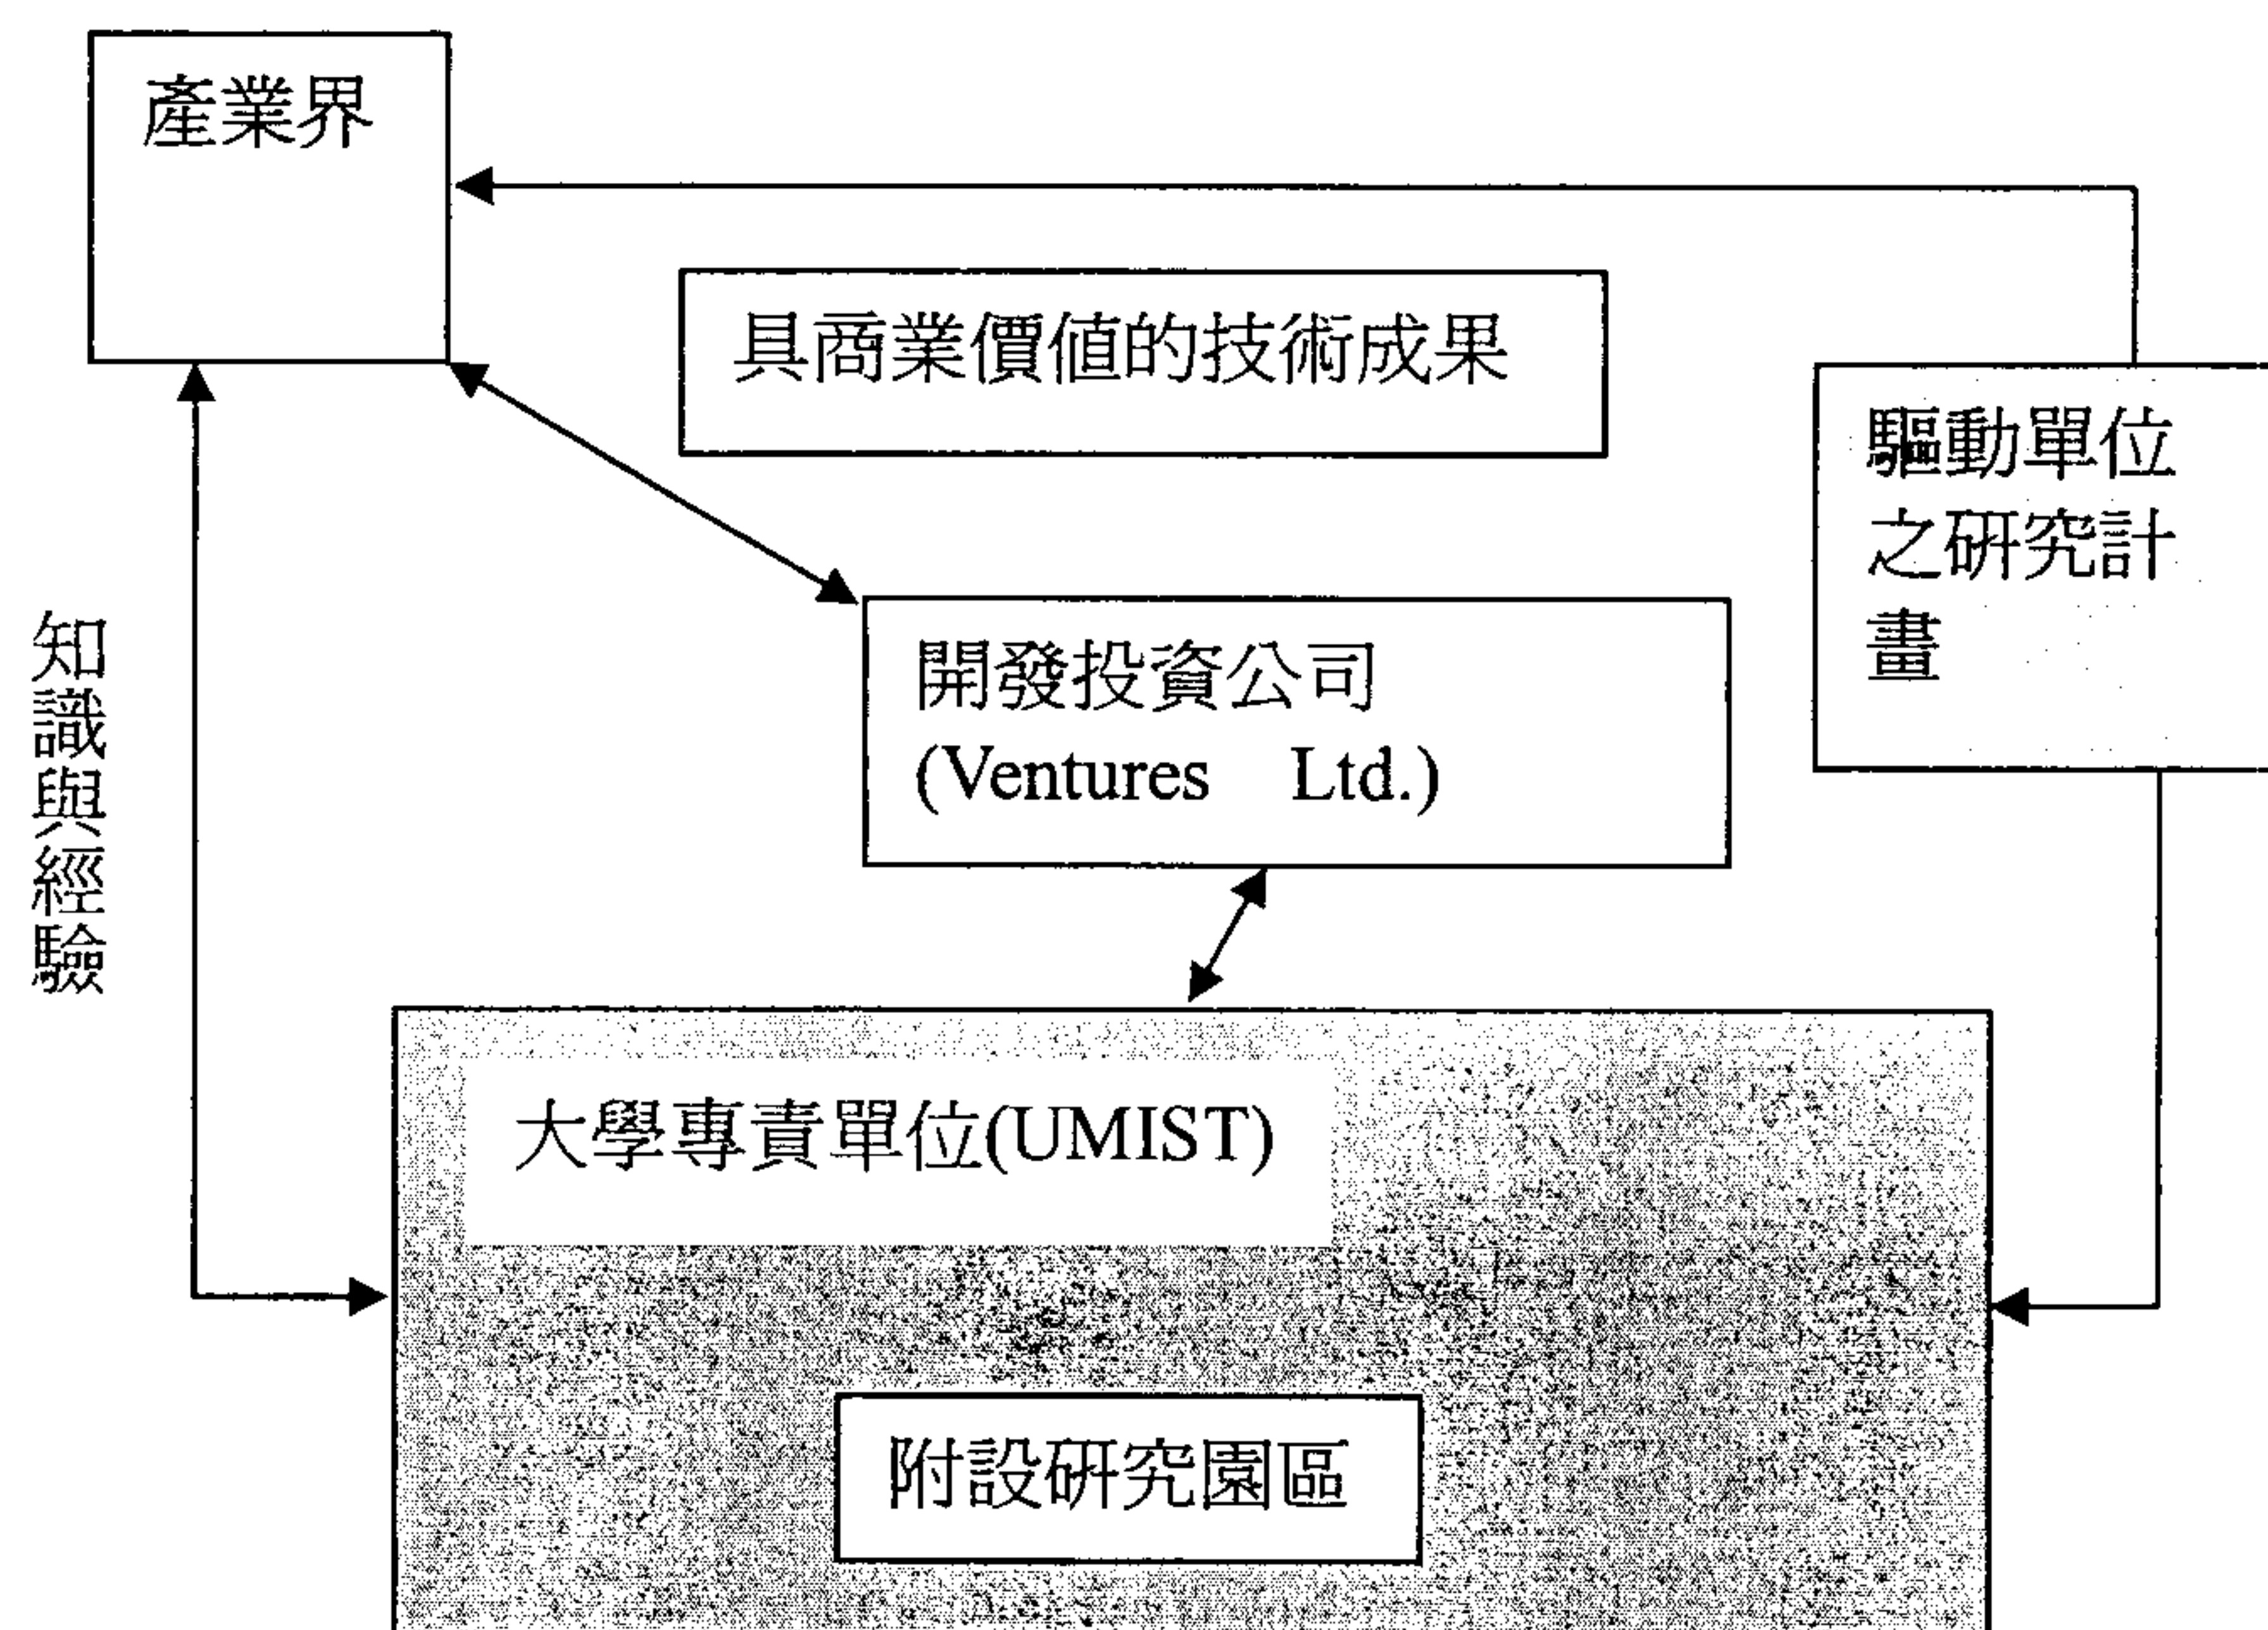 產業界
具商業價值的技術成果
驅動單位
之研究計
畫
開發投資公司
(Ventures Ltd.)
知識與經驗
大學專責單位(UMIST)
附設研究園區